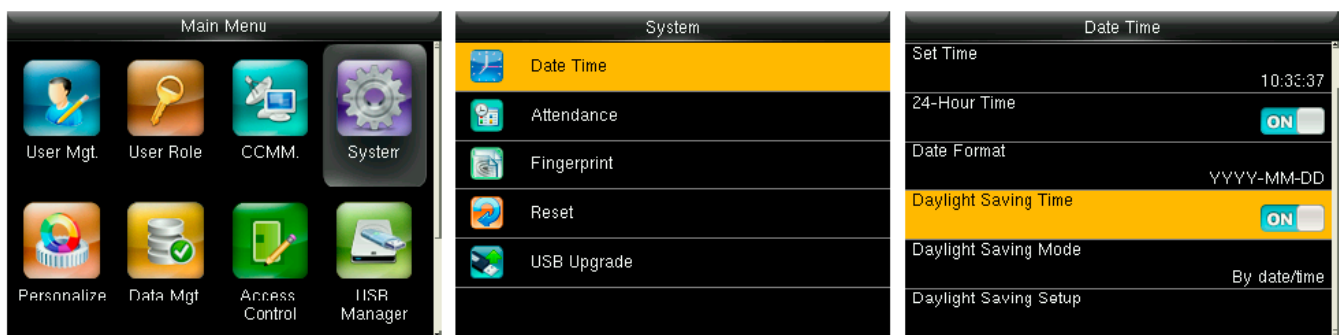 Main Menu
User Mgt.
User Role
COMM.
System
Personalize
Data Mgt
Access
Control
USB
Manager
System
Date Time
Attendance
Fingerprint
Reset
USB Upgrade
Date Time
Set Time
10:33:37
24-Hour Time
ON
Date Format
YYYY-MM-DD
Daylight Saving Time
ON
Daylight Saving Mode
By date/time
Daylight Saving Setup